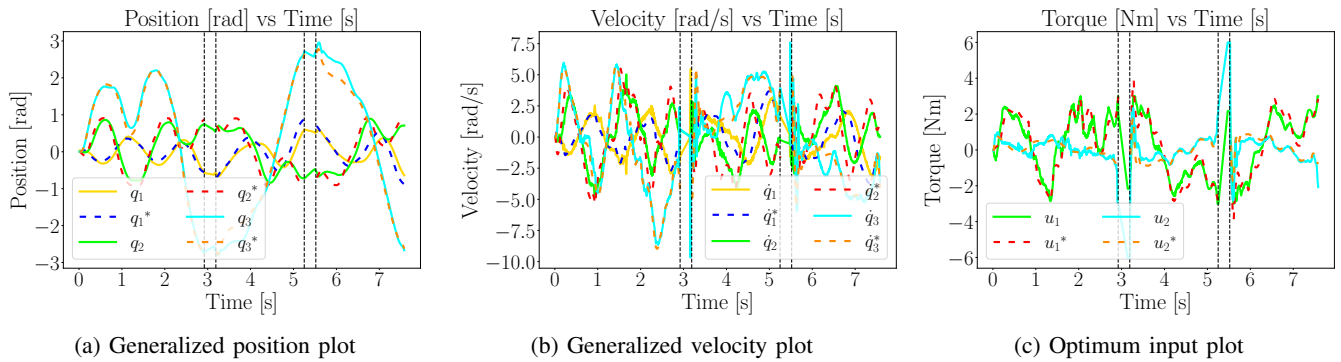 Position [rad] vs Time [s]
Position [rad]
3
2
1
0
−1
−2
−3
q1 q2*
q1* q3
q2 q3*
0 1 2 3 4 5 6 7
Time [s]
(a) Generalized position plot
Velocity [rad/s] vs Time [s]
Velocity [rad/s]
7.5
5.0
2.5
0.0
−2.5
−5.0
−7.5
−10.0
q̇1 q̇2*
q̇1* q̇3
q̇2 q̇3*
0 1 2 3 4 5 6 7
Time [s]
(b) Generalized velocity plot
Torque [Nm] vs Time [s]
Torque [Nm]
6
4
2
0
−2
−4
−6
u1 u2
u1* u2*
0 1 2 3 4 5 6 7
Time [s]
(c) Optimum input plot